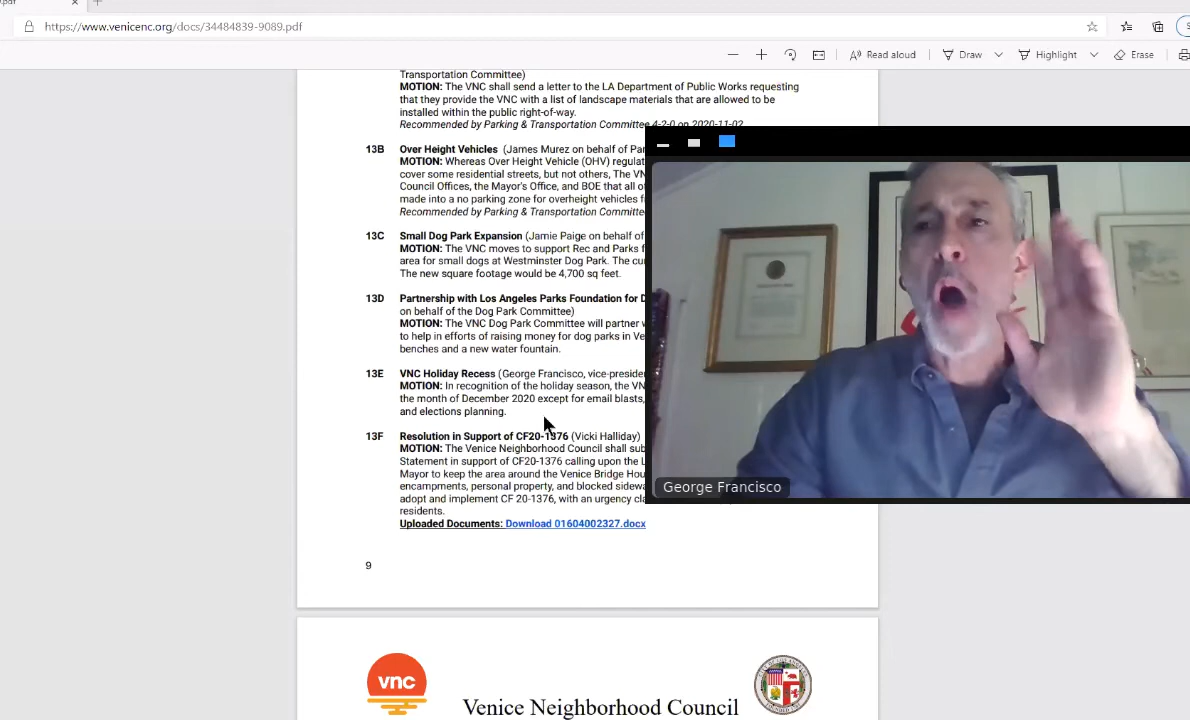 .pdf
https://www.venicenc.org/docs/34484839-9089.pdf
Read aloud
Draw
Highlight
Erase
Transportation Committee)
MOTION: The VNC shall send a letter to the LA Department of Public Works requesting
that they provide the VNC with a list of landscape materials that are allowed to be
installed within the public right-of-way.
Recommended by Parking & Transportation Committee 4-2-0 on 2020-11-02
13B Over Height Vehicles (James Murez on behalf of Par
MOTION: Whereas Over Height Vehicle (OHV) regulat
cover some residential streets, but not others, The VN
Council Offices, the Mayor's Office, and BOE that all of
made into a no parking zone for overheight vehicles f
Recommended by Parking & Transportation Committe
13C Small Dog Park Expansion (Jamie Paige on behalf of
MOTION: The VNC moves to support Rec and Parks f
area for small dogs at Westminster Dog Park. The cu
The new square footage would be 4,700 sq feet.
13D Partnership with Los Angeles Parks Foundation for D
on behalf of the Dog Park Committee)
MOTION: The VNC Dog Park Committee will partner w
to help in efforts of raising money for dog parks in Ve
benches and a new water fountain.
13E VNC Holiday Recess (George Francisco, vice-preside
MOTION: In recognition of the holiday season, the VN
the month of December 2020 except for email blasts,
and elections planning.
13F Resolution in Support of CF20-1376 (Vicki Halliday)
MOTION: The Venice Neighborhood Council shall sub
Statement in support of CF20-1376 calling upon the L
Mayor to keep the area around the Venice Bridge Hou
encampments, personal property, and blocked sidew
adopt and implement CF 20-1376, with an urgency cla
residents.
Uploaded Documents: Download 01604002327.docx
George Francisco
9
vnc
Venice Neighborhood Council